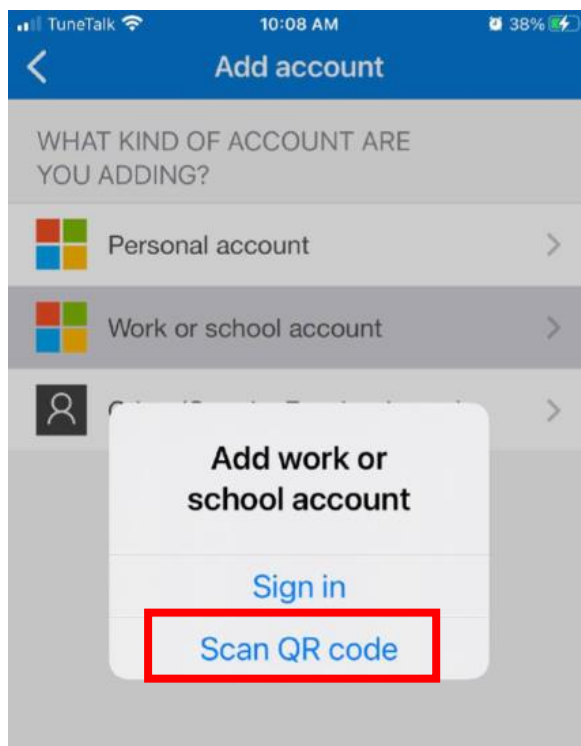 TuneTalk 10:08 AM 38%
Add account
WHAT KIND OF ACCOUNT ARE
YOU ADDING?
Personal account
Work or school account
Add work or
school account
Sign in
Scan QR code